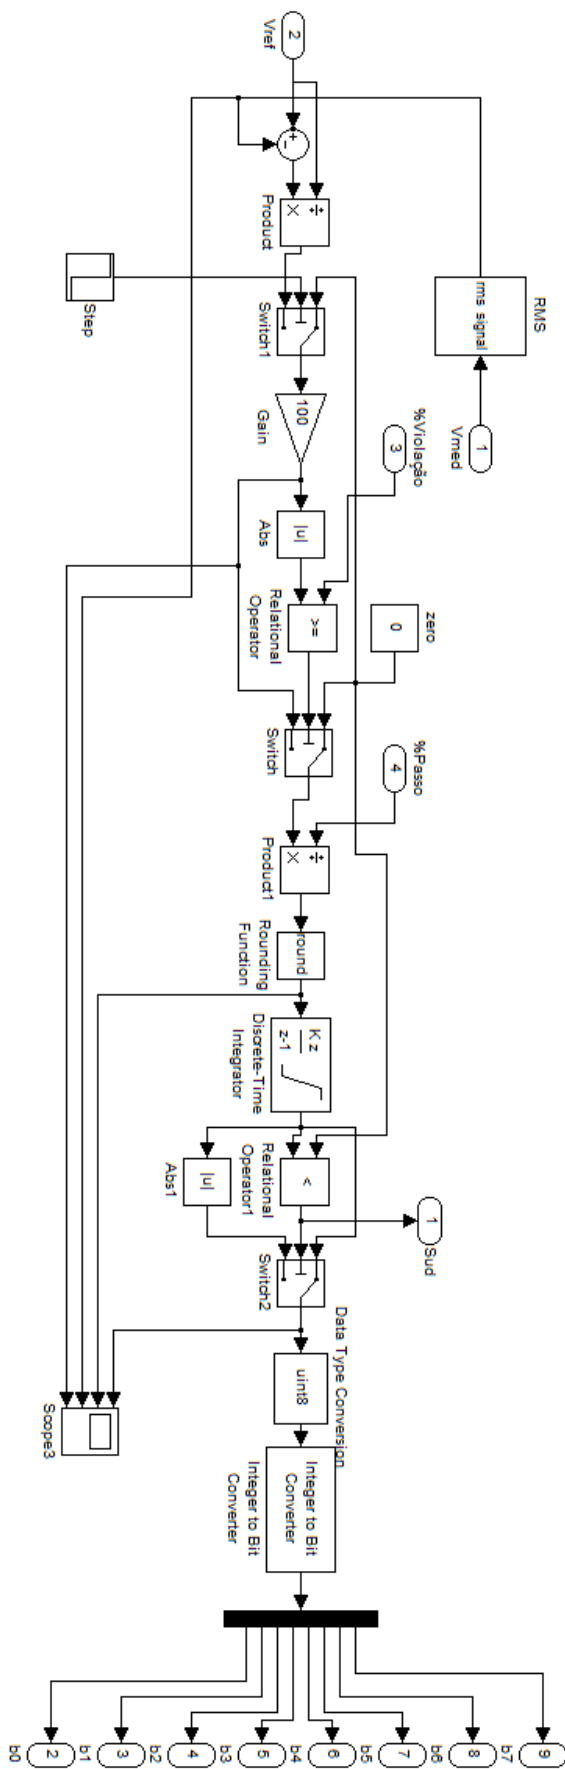 2
Vref
+
-
÷
×
Product
Step
Switch1
rms signal
RMS
1
Vmed
100
Gain
%Violação
3
|u|
Abs
>=
Relational
Operator
zero
0
Switch
%Passo
4
÷
×
Product1
round
Rounding
Function
K z
z-1
Discrete-Time
Integrator
<
Relational
Operator1
|u|
Abs1
1
Sud
Switch2
Data Type Conversion
uint8
Scope3
Integer to Bit
Converter
Integer to Bit
Converter
9
b7
8
b6
7
b5
6
b4
5
b3
4
b2
3
b1
2
b0